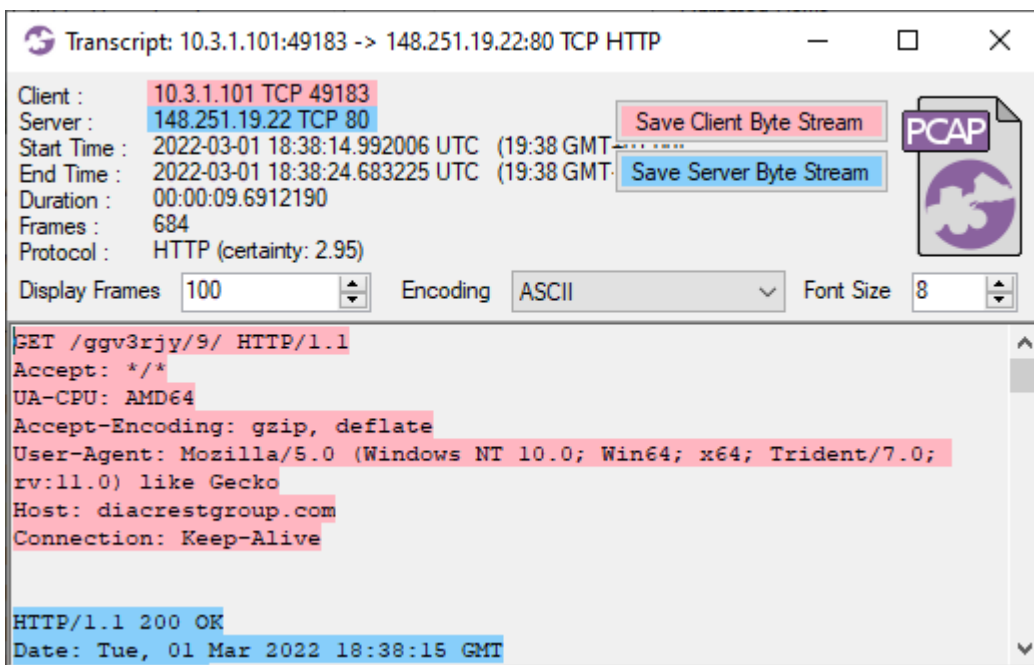 Transcript: 10.3.1.101:49183 -> 148.251.19.22:80 TCP HTTP
Client : 10.3.1.101 TCP 49183
Server : 148.251.19.22 TCP 80
Start Time : 2022-03-01 18:38:14.992006 UTC (19:38 GMT
End Time : 2022-03-01 18:38:24.683225 UTC (19:38 GMT
Duration : 00:00:09.6912190
Frames : 684
Protocol : HTTP (certainty: 2.95)
Save Client Byte Stream
Save Server Byte Stream
PCAP
Display Frames 100 Encoding ASCII Font Size 8
GET /ggv3rjy/9/ HTTP/1.1
Accept: */*
UA-CPU: AMD64
Accept-Encoding: gzip, deflate
User-Agent: Mozilla/5.0 (Windows NT 10.0; Win64; x64; Trident/7.0;
rv:11.0) like Gecko
Host: diacrestgroup.com
Connection: Keep-Alive
HTTP/1.1 200 OK
Date: Tue, 01 Mar 2022 18:38:15 GMT